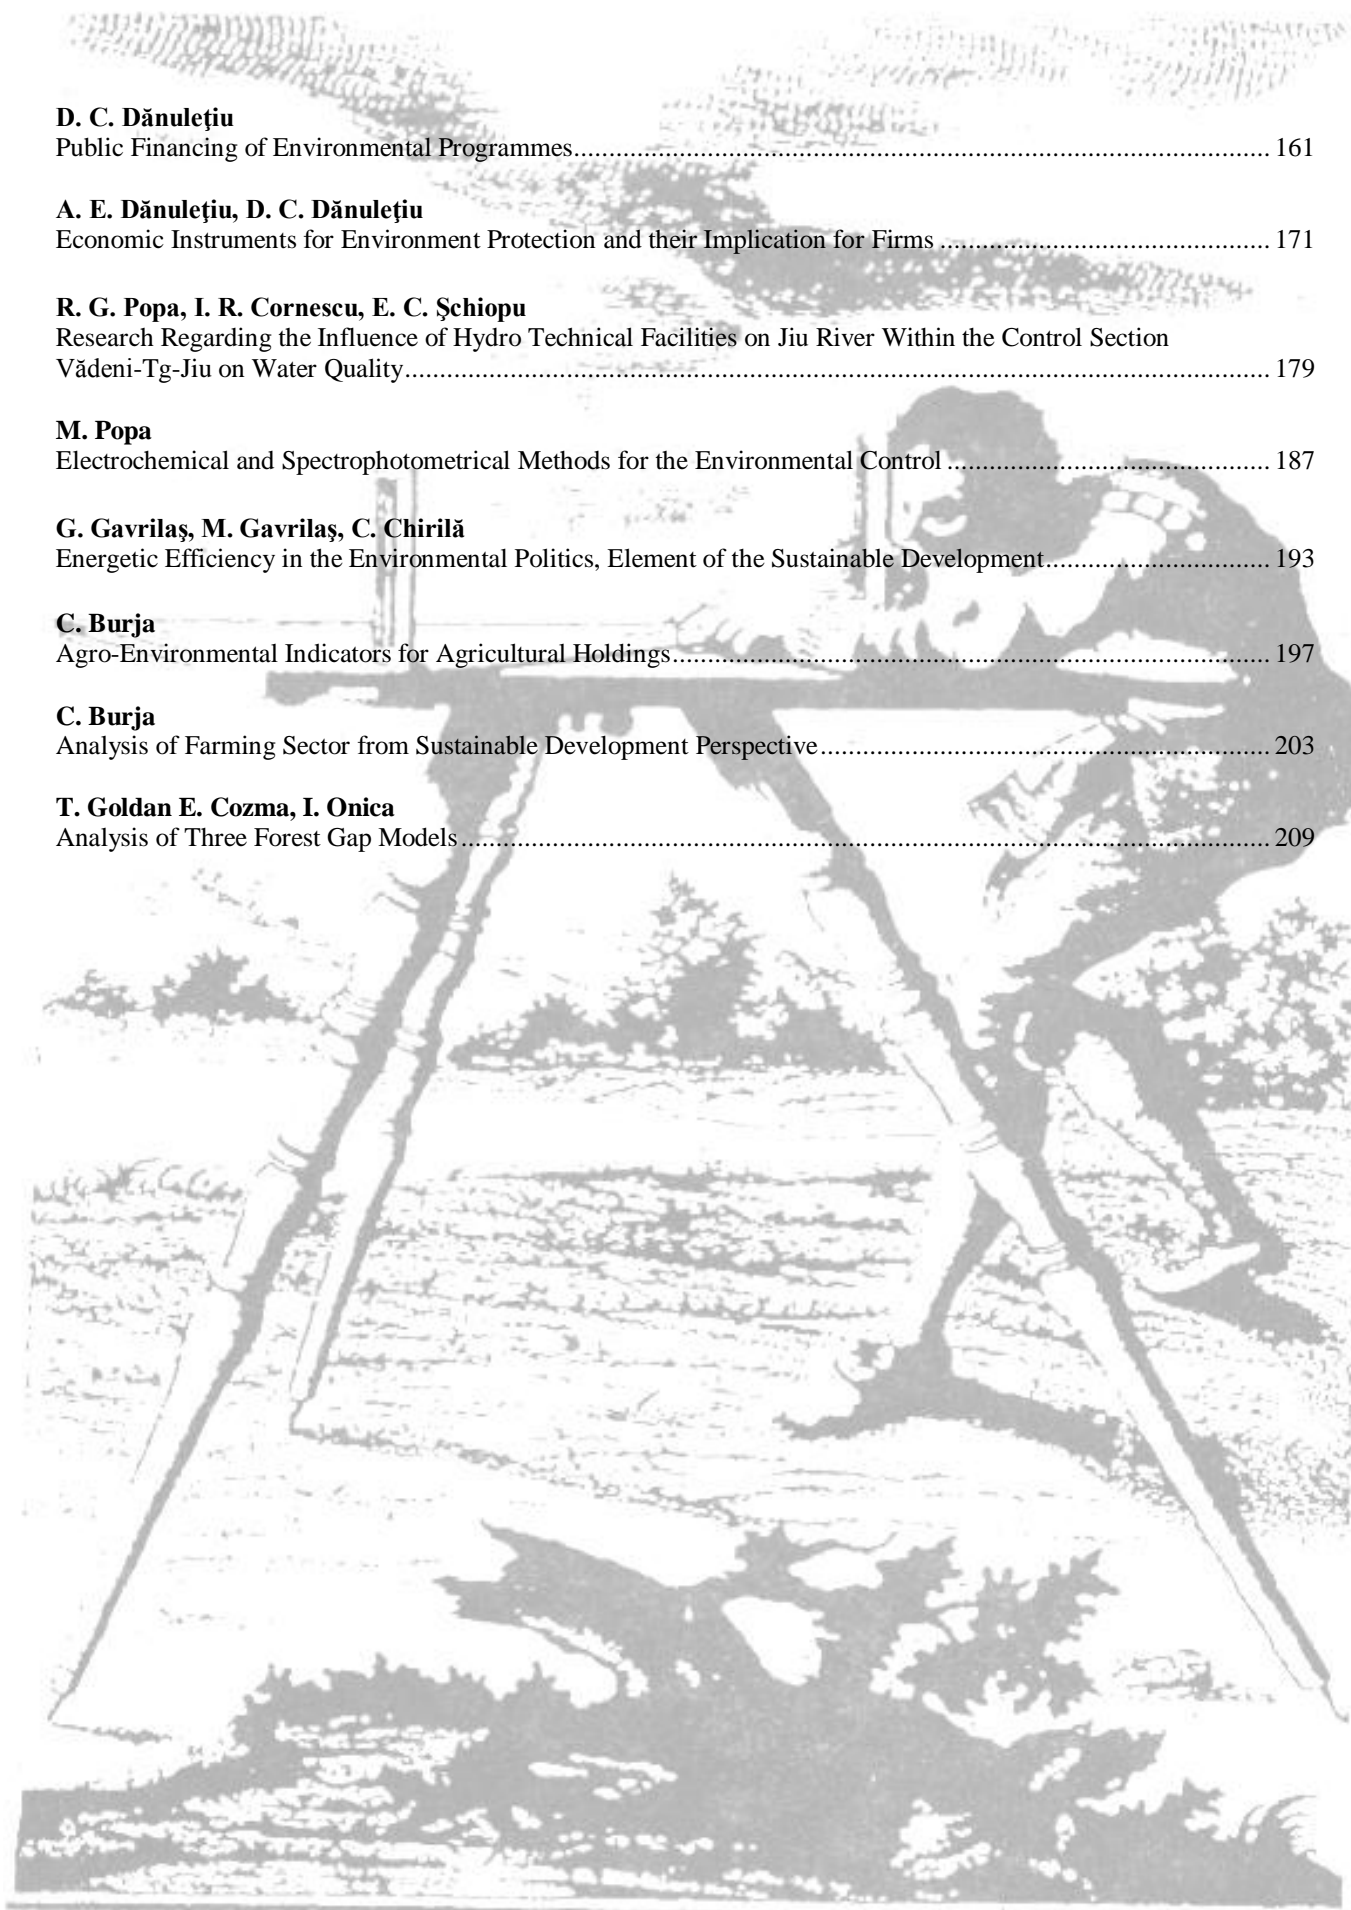 D. C. Dănuleţiu
Public Financing of Environmental Programmes........................................................................................................ 161
A. E. Dănuleţiu, D. C. Dănuleţiu
Economic Instruments for Environment Protection and their Implication for Firms ................................................. 171
R. G. Popa, I. R. Cornescu, E. C. Şchiopu
Research Regarding the Influence of Hydro Technical Facilities on Jiu River Within the Control Section
Vădeni-Tg-Jiu on Water Quality................................................................................................................................. 179
M. Popa
Electrochemical and Spectrophotometrical Methods for the Environmental Control ................................................ 187
G. Gavrilaş, M. Gavrilaş, C. Chirilă
Energetic Efficiency in the Environmental Politics, Element of the Sustainable Development................................. 193
C. Burja
Agro-Environmental Indicators for Agricultural Holdings......................................................................................... 197
C. Burja
Analysis of Farming Sector from Sustainable Development Perspective................................................................... 203
T. Goldan E. Cozma, I. Onica
Analysis of Three Forest Gap Models......................................................................................................................... 209